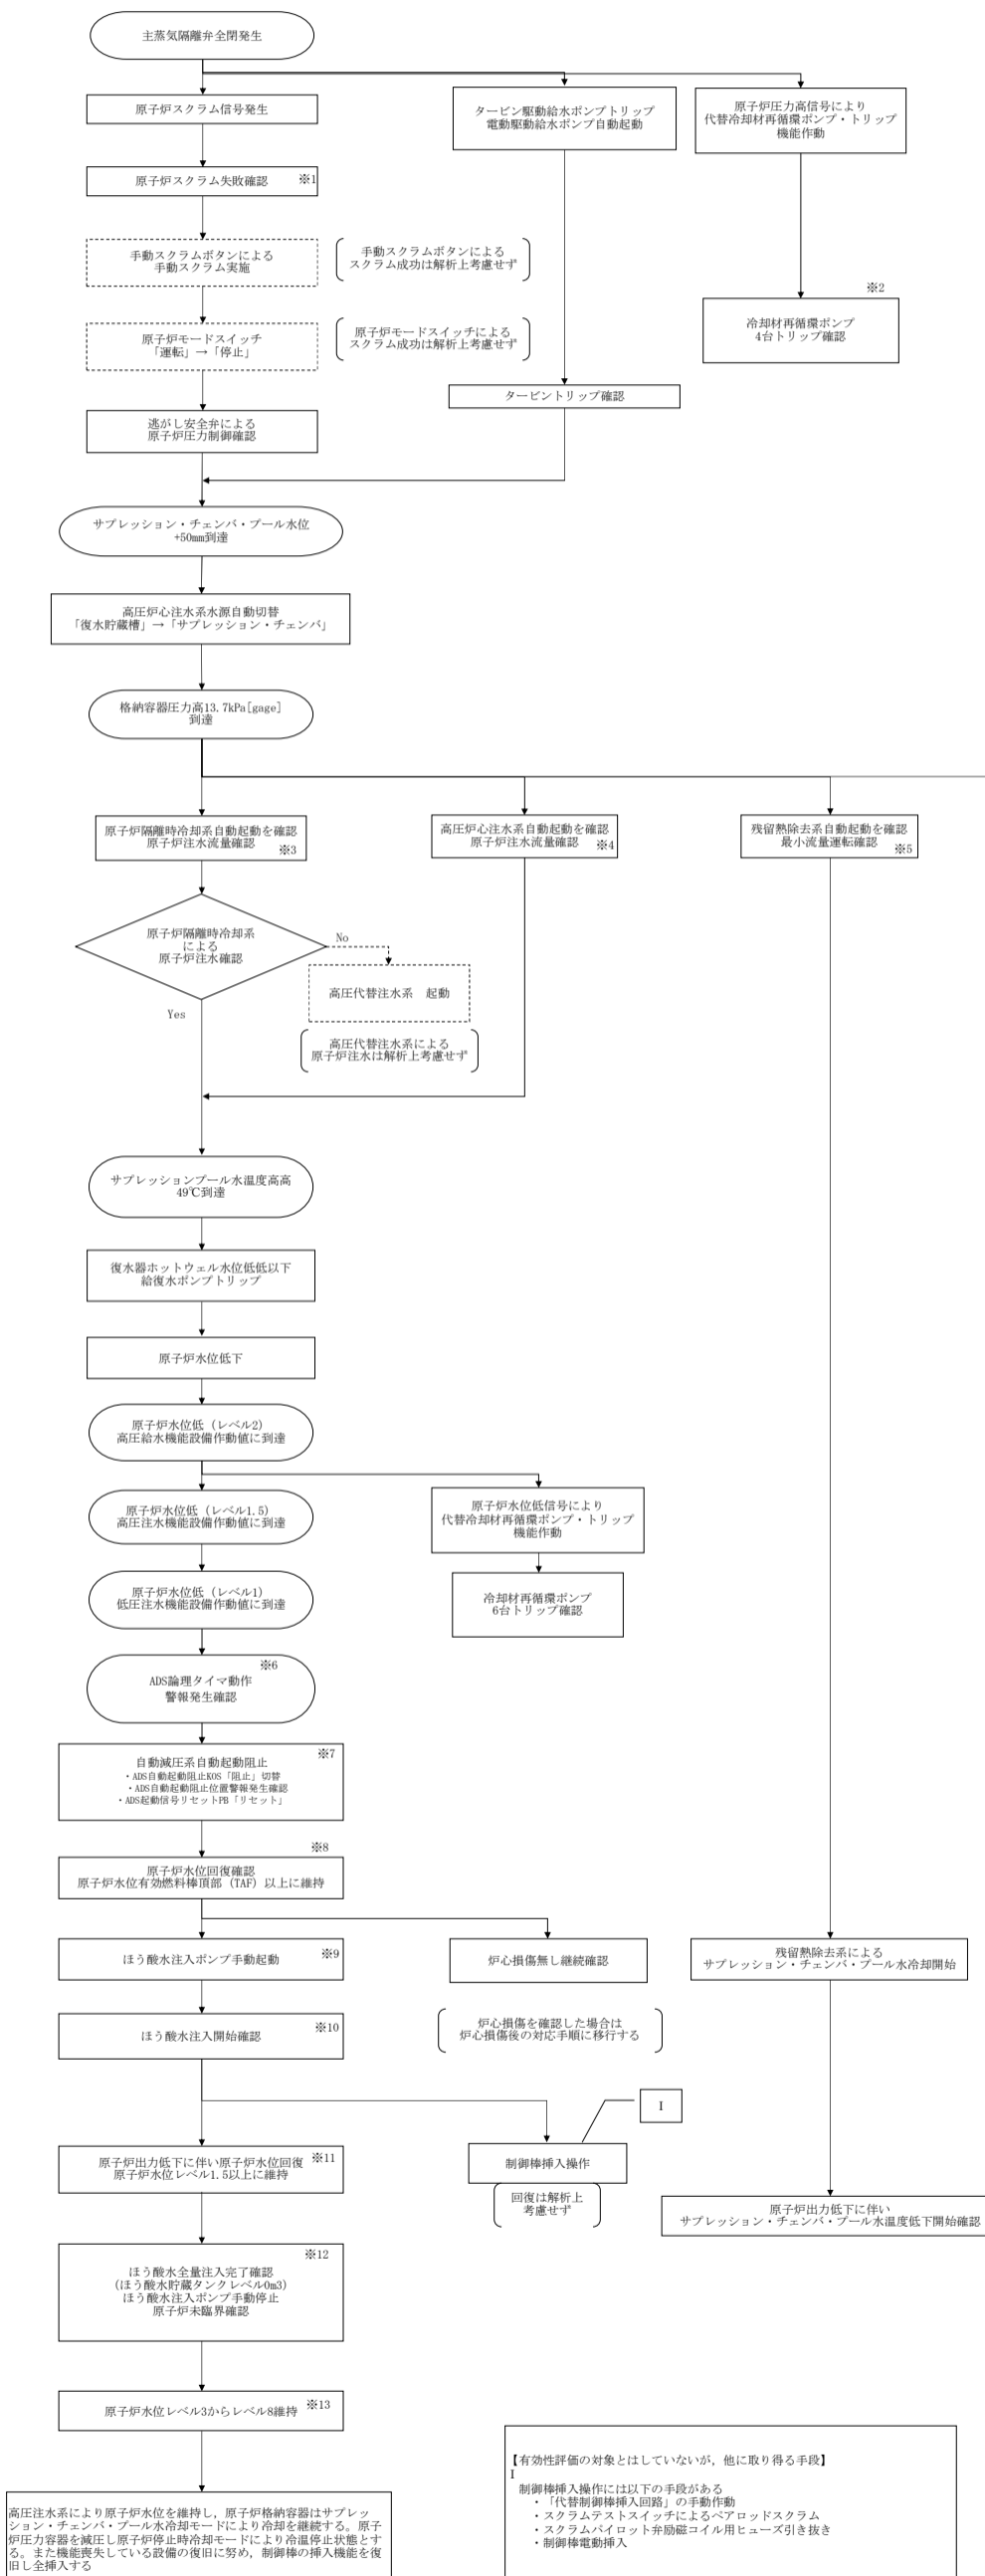 主蒸気隔離弁全閉発生
原子炉スクラム信号発生
タービン駆動給水ポンプトリップ
電動駆動給水ポンプ自動起動
原子炉圧力高信号により
代替冷却材再循環ポンプ・トリップ
機能作動
原子炉スクラム失敗確認
※1
手動スクラムボタンによる
手動スクラム実施
手動スクラムボタンによる
スクラム成功は解析上考慮せず
※2
冷却材再循環ポンプ
4台トリップ確認
原子炉モードスイッチ
「運転」→「停止」
原子炉モードスイッチによる
スクラム成功は解析上考慮せず
タービントリップ確認
逃がし安全弁による
原子炉圧力制御確認
サプレッション・チェンバ・プール水位
+50mm到達
高圧炉心注水系水源自動切替
「復水貯蔵槽」→「サプレッション・チェンバ」
格納容器圧力高13.7kPa[gage]
到達
原子炉隔離時冷却系自動起動を確認
原子炉注水流量確認
※3
高圧炉心注水系自動起動を確認
原子炉注水流量確認
※4
残留熱除去系自動起動を確認
最小流量運転確認
※5
原子炉隔離時冷却系
による
原子炉注水確認
No
高圧代替注水系　起動
Yes
高圧代替注水系による
原子炉注水は解析上考慮せず
サプレッションプール水温度高高
49℃到達
復水器ホットウェル水位低低以下
給復水ポンプトリップ
原子炉水位低下
原子炉水位低（レベル2）
高圧給水機能設備作動値に到達
原子炉水位低（レベル1.5）
高圧注水機能設備作動値に到達
原子炉水位低信号により
代替冷却材再循環ポンプ・トリップ
機能作動
原子炉水位低（レベル1）
低圧注水機能設備作動値に到達
冷却材再循環ポンプ
6台トリップ確認
※6
ADS論理タイマ動作
警報発生確認
※7
自動減圧系自動起動阻止
・ADS自動起動阻止KOS「阻止」切替
・ADS自動起動阻止位置警報発生確認
・ADS起動信号リセットPB「リセット」
※8
原子炉水位回復確認
原子炉水位有効燃料棒頂部（TAF）以上に維持
ほう酸水注入ポンプ手動起動
※9
炉心損傷無し継続確認
残留熱除去系による
サプレッション・チェンバ・プール水冷却開始
ほう酸水注入開始確認
※10
炉心損傷を確認した場合は
炉心損傷後の対応手順に移行する
I
原子炉出力低下に伴い原子炉水位回復
原子炉水位レベル1.5以上に維持
※11
制御棒挿入操作
回復は解析上
考慮せず
原子炉出力低下に伴い
サプレッション・チェンバ・プール水温度低下開始確認
※12
ほう酸水全量注入完了確認
（ほう酸水貯蔵タンクレベル0m3）
ほう酸水注入ポンプ手動停止
原子炉未臨界確認
原子炉水位レベル3からレベル8維持
※13
高圧注水系により原子炉水位を維持し，原子炉格納容器はサプレッ
ション・チェンバ・プール水冷却モードにより冷却を継続する。原子
炉圧力容器を減圧し原子炉停止時冷却モードにより冷温停止状態とす
る。また機能喪失している設備の復旧に努め，制御棒の挿入機能を復
旧し全挿入する
【有効性評価の対象とはしていないが，他に取り得る手段】
I
制御棒挿入操作には以下の手段がある
・「代替制御棒挿入回路」の手動作動
・スクラムテストスイッチによるペアロッドスクラム
・スクラムパイロット弁励磁コイル用ヒューズ引き抜き
・制御棒電動挿入